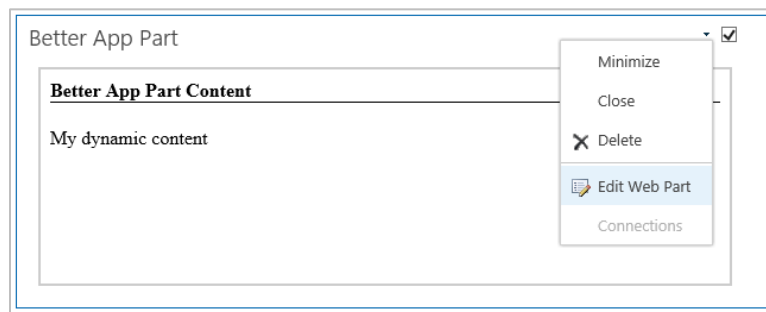 Better App Part
Minimize
Better App Part Content
Close
My dynamic content
Delete
Edit Web Part
Connections